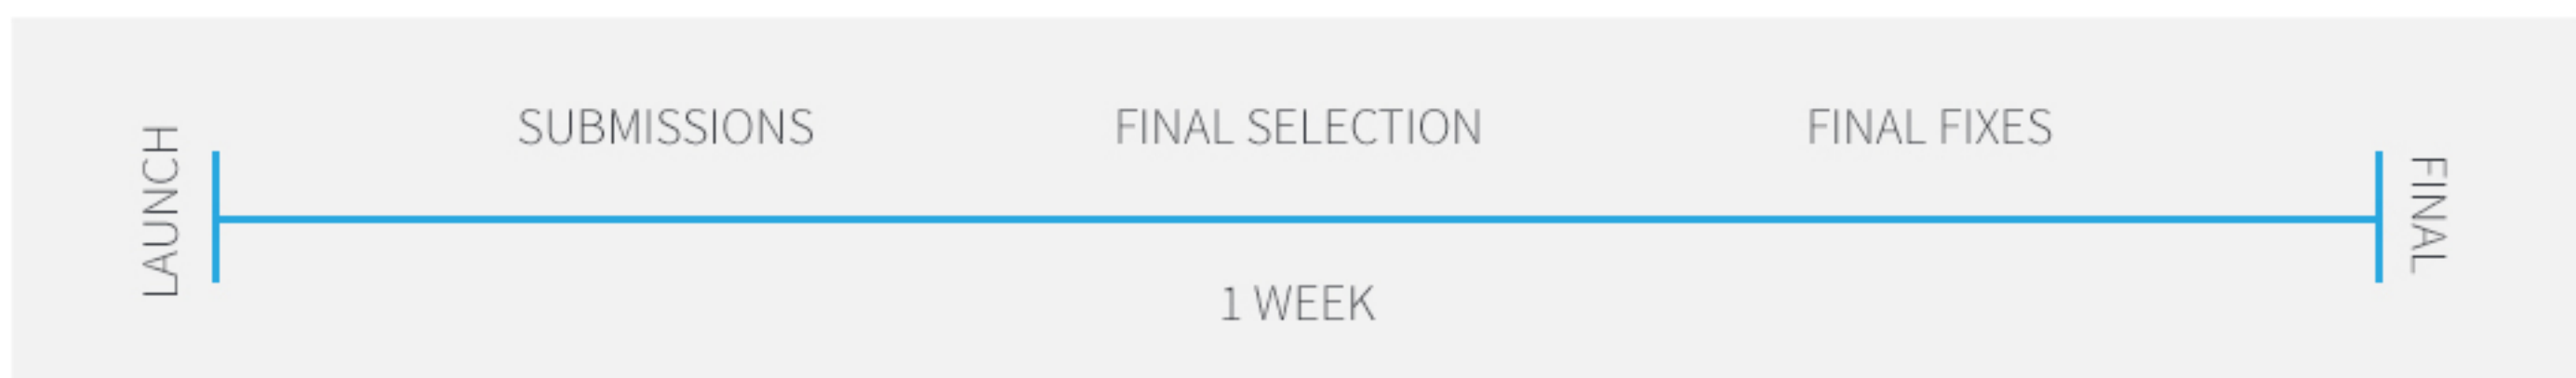 LAUNCH
SUBMISSIONS
FINAL SELECTION
FINAL FIXES
FINAL
1 WEEK